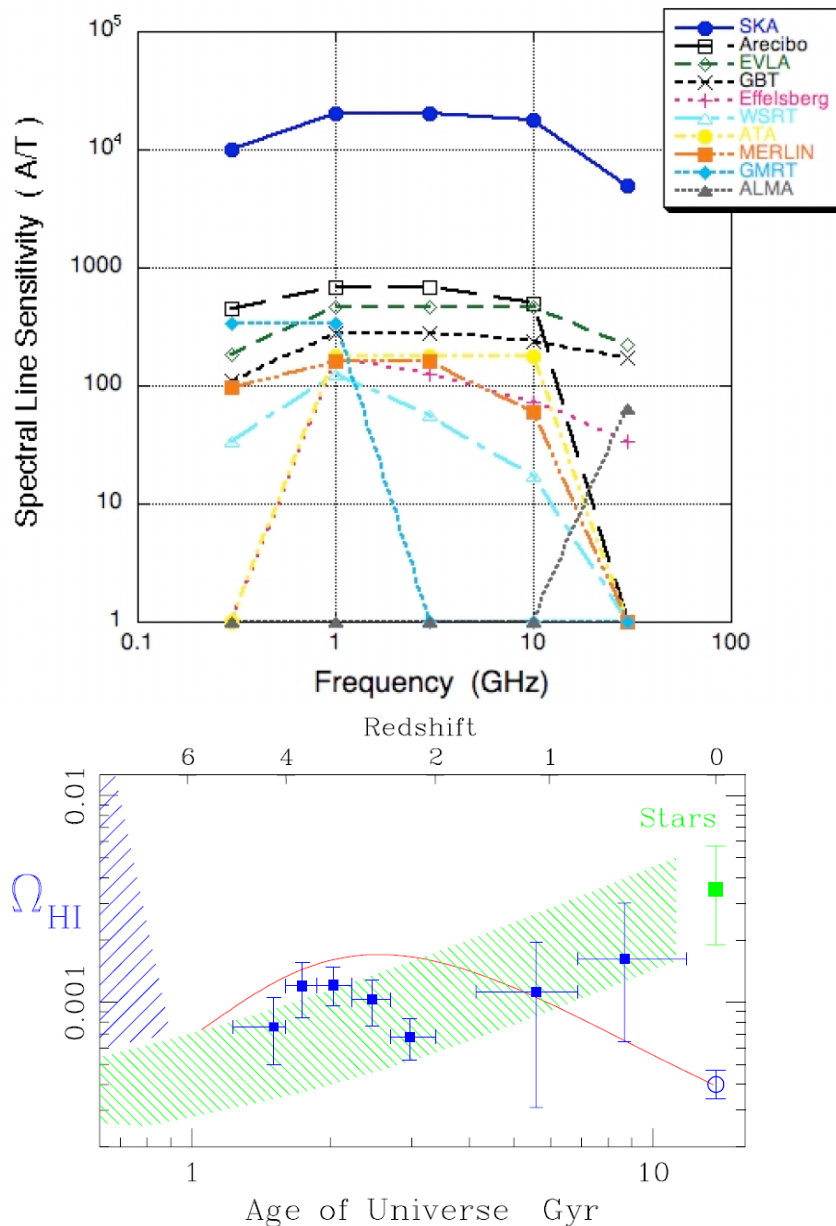 SKA
Arecibo
EVLA
GBT
Effelsberg
WSRT
ATA
MERLIN
GMRT
ALMA
Spectral Line Sensitivity ( A/T )
10^5
10^4
1000
100
10
1
0.1 1 10 100
Frequency (GHz)
Redshift
6 4 2 1 0
Stars
Ω_HI
0.01
0.001
1 10
Age of Universe Gyr